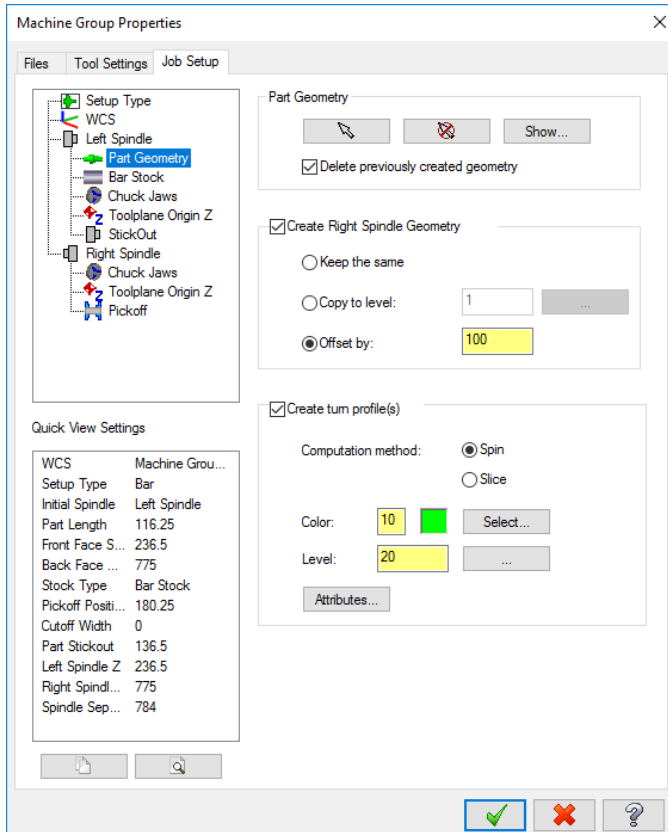 Machine Group Properties
Files Tool Settings Job Setup
Setup Type
WCS
Left Spindle
Part Geometry
Bar Stock
Chuck Jaws
Toolplane Origin Z
StickOut
Right Spindle
Chuck Jaws
Toolplane Origin Z
Pickoff
Part Geometry
Show...
Delete previously created geometry
Create Right Spindle Geometry
Keep the same
Copy to level: 1 ...
Offset by: 100
Create turn profile(s)
Computation method: Spin
Slice
Color: 10 Select...
Level: 20 ...
Attributes...
Quick View Settings
WCS Machine Grou...
Setup Type Bar
Initial Spindle Left Spindle
Part Length 116.25
Front Face S... 236.5
Back Face ... 775
Stock Type Bar Stock
Pickoff Positi... 180.25
Cutoff Width 0
Part Stickout 136.5
Left Spindle Z 236.5
Right Spindl... 775
Spindle Sep... 784